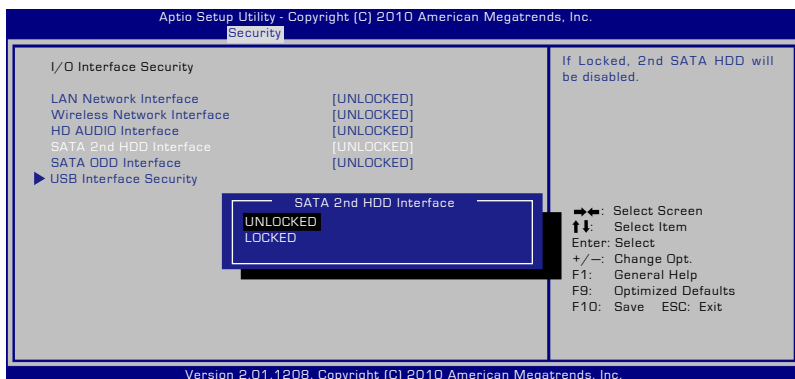 Aptio Setup Utility - Copyright (C) 2010 American Megatrends, Inc.
Security
I/O Interface Security
LAN Network Interface [UNLOCKED]
Wireless Network Interface [UNLOCKED]
HD AUDIO Interface [UNLOCKED]
SATA 2nd HDD Interface [UNLOCKED]
SATA ODD Interface [UNLOCKED]
USB Interface Security
SATA 2nd HDD Interface
UNLOCKED
LOCKED
If Locked, 2nd SATA HDD will
be disabled.
→←: Select Screen
↑↓: Select Item
Enter: Select
+/—: Change Opt.
F1: General Help
F9: Optimized Defaults
F10: Save ESC: Exit
Version 2.01.1208. Copyright (C) 2010 American Megatrends, Inc.